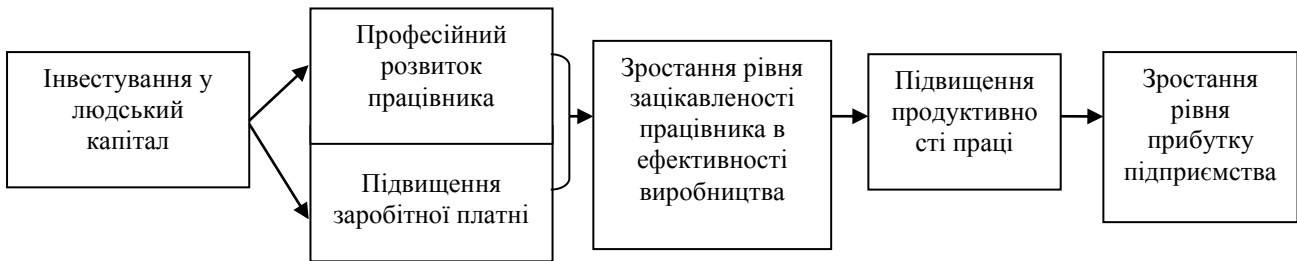 Інвестування у
людський
капітал
Професійний
розвиток
працівника
Підвищення
заробітної платні
Зростання рівня
зацікавленості
працівника в
ефективності
виробництва
Підвищення
продуктивно
сті праці
Зростання
рівня
прибутку
підприємства